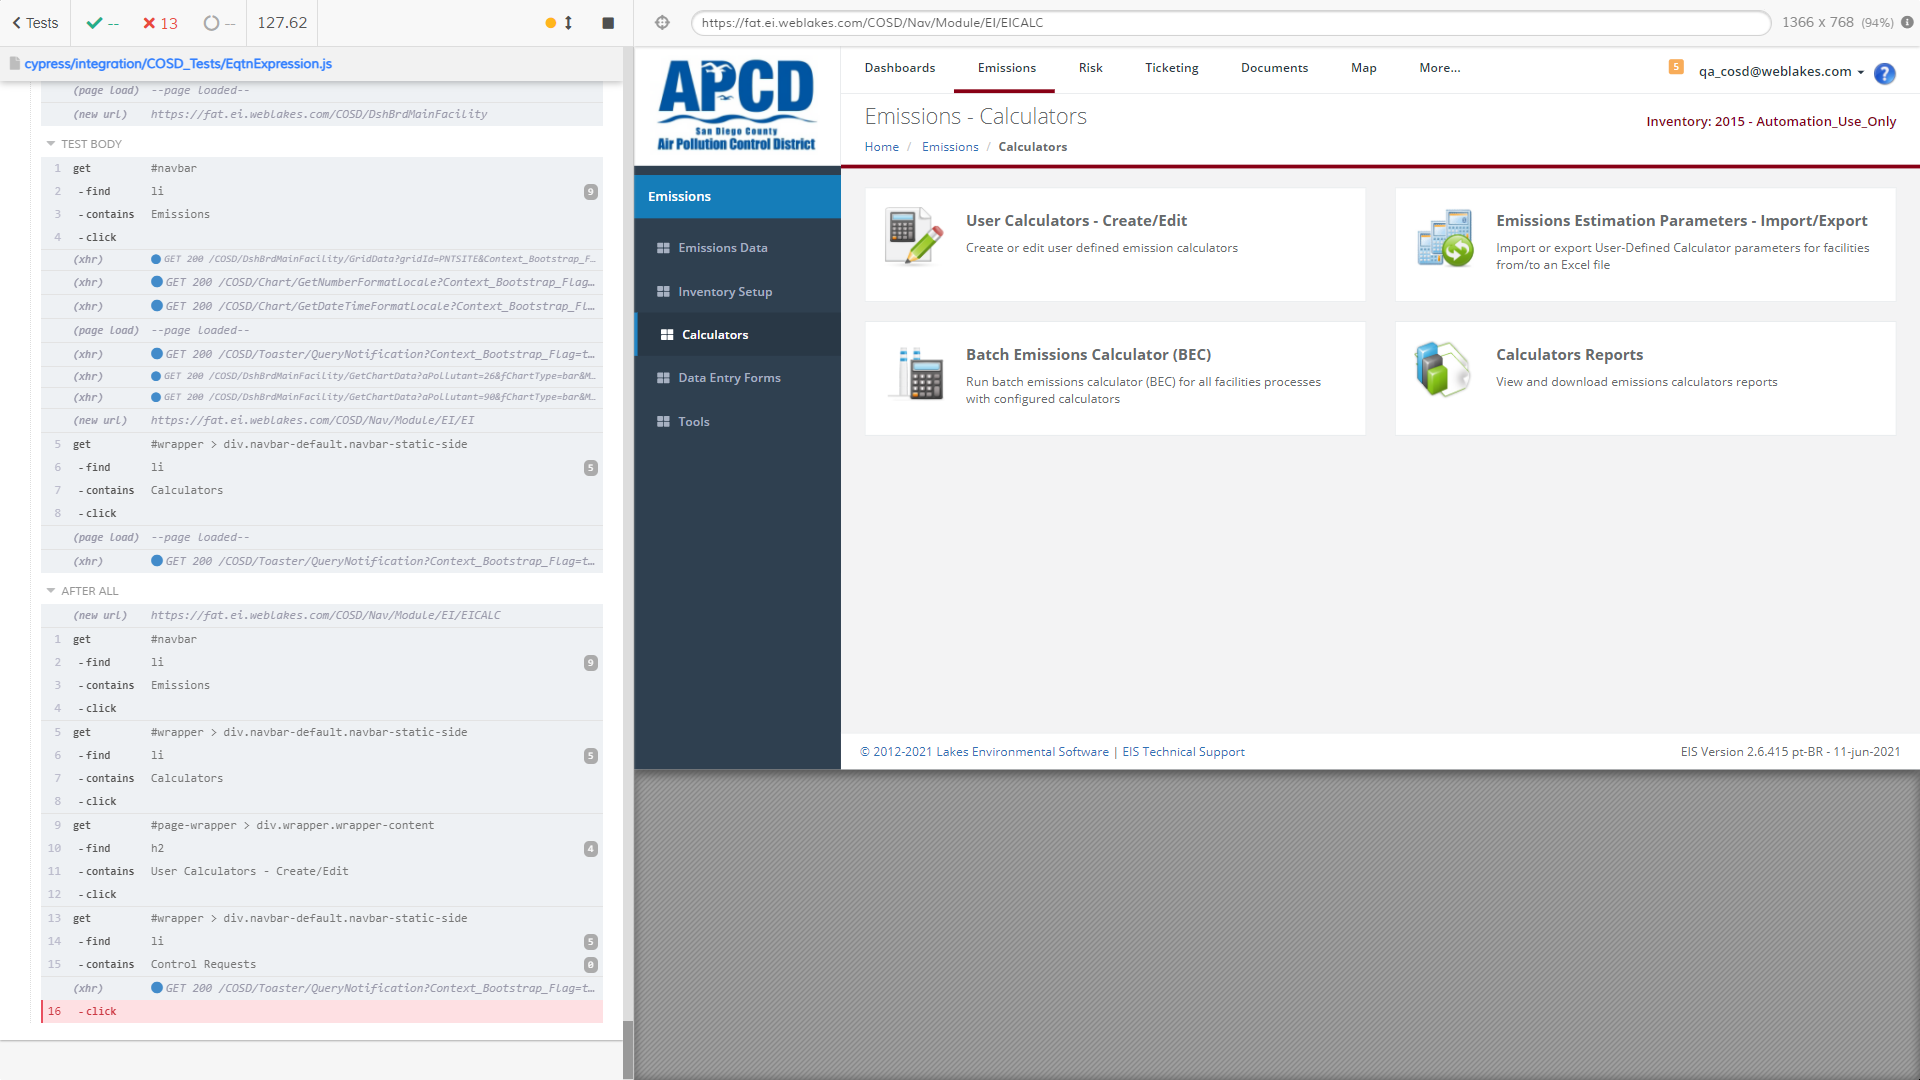 Tests
--
13
--
127.62
cypress/integration/COSD_Tests/EqtnExpression.js
(page load) --page loaded--
(new url) https://fat.ei.weblakes.com/COSD/DshBrdMainFacility
TEST BODY
1 get #navbar
2 -find li 9
3 -contains Emissions
4 -click
(xhr) GET 200 /COSD/DshBrdMainFacility/GridData?gridId=PNTSITE&Context_Bootstrap_F...
(xhr) GET 200 /COSD/Chart/GetNumberFormatLocale?Context_Bootstrap_Flag...
(xhr) GET 200 /COSD/Chart/GetDateTimeFormatLocale?Context_Bootstrap_Fl...
(page load) --page loaded--
(xhr) GET 200 /COSD/Toaster/QueryNotification?Context_Bootstrap_Flag=t...
(xhr) GET 200 /COSD/DshBrdMainFacility/GetChartData?aPollutant=26&fChartType=bar&M...
(xhr) GET 200 /COSD/DshBrdMainFacility/GetChartData?aPollutant=90&fChartType=bar&M...
(new url) https://fat.ei.weblakes.com/COSD/Nav/Module/EI/EI
5 get #wrapper > div.navbar-default.navbar-static-side
6 -find li 5
7 -contains Calculators
8 -click
(page load) --page loaded--
(xhr) GET 200 /COSD/Toaster/QueryNotification?Context_Bootstrap_Flag=t...
AFTER ALL
(new url) https://fat.ei.weblakes.com/COSD/Nav/Module/EI/EICALC
1 get #navbar
2 -find li 9
3 -contains Emissions
4 -click
5 get #wrapper > div.navbar-default.navbar-static-side
6 -find li 5
7 -contains Calculators
8 -click
9 get #page-wrapper > div.wrapper.wrapper-content
10 -find h2 4
11 -contains User Calculators - Create/Edit
12 -click
13 get #wrapper > div.navbar-default.navbar-static-side
14 -find li 5
15 -contains Control Requests 0
(xhr) GET 200 /COSD/Toaster/QueryNotification?Context_Bootstrap_Flag=t...
16 -click
https://fat.ei.weblakes.com/COSD/Nav/Module/EI/EICALC
1366 x 768 (94%)
APCD
San Diego County
Air Pollution Control District
Dashboards Emissions Risk Ticketing Documents Map More...
5
qa_cosd@weblakes.com
?
Emissions - Calculators
Inventory: 2015 - Automation_Use_Only
Home / Emissions / Calculators
Emissions
Emissions Data
Inventory Setup
Calculators
Data Entry Forms
Tools
User Calculators - Create/Edit
Create or edit user defined emission calculators
Emissions Estimation Parameters - Import/Export
Import or export User-Defined Calculator parameters for facilities
from/to an Excel file
Batch Emissions Calculator (BEC)
Run batch emissions calculator (BEC) for all facilities processes
with configured calculators
Calculators Reports
View and download emissions calculators reports
© 2012-2021 Lakes Environmental Software | EIS Technical Support
EIS Version 2.6.415 pt-BR - 11-jun-2021